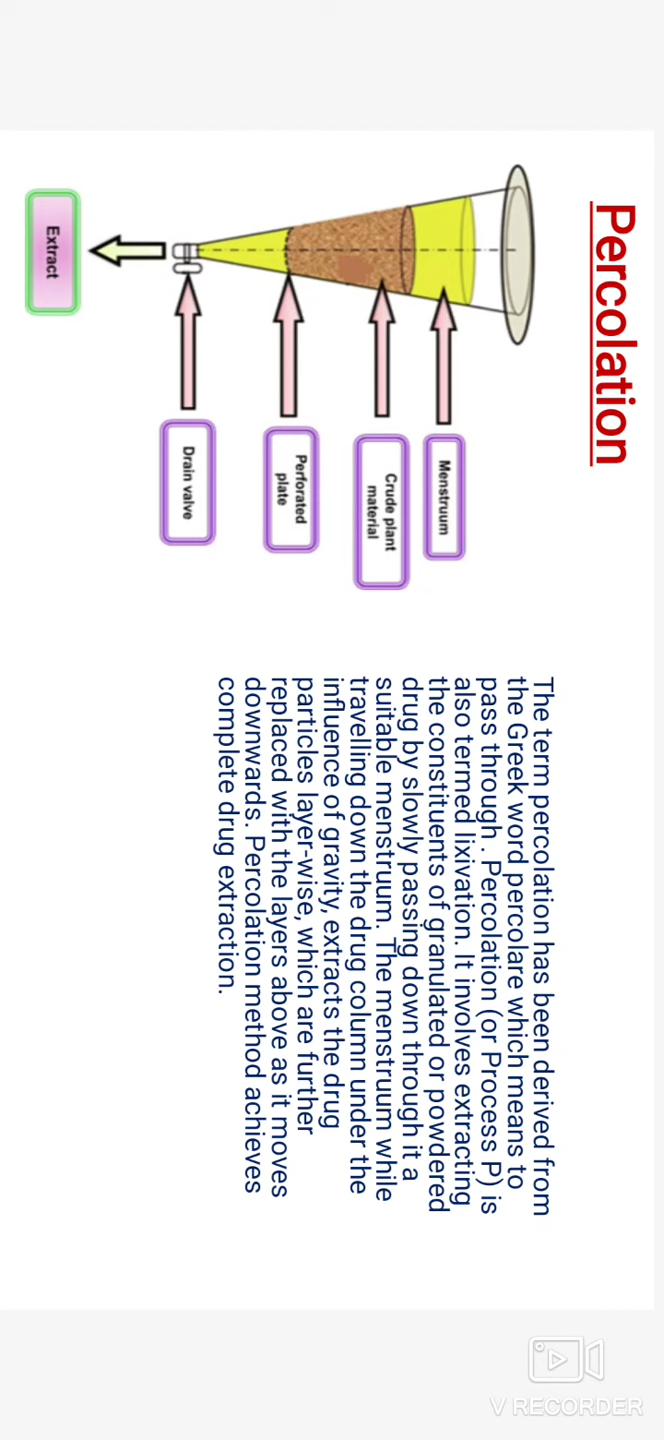 Percolation
Menstruum
Crude plant
material
Perforated
plate
Drain valve
Extract
The term percolation has been derived from
the Greek word percolare which means to
pass through . Percolation (or Process P) is
also termed lixivation. It involves extracting
the constituents of granulated or powdered
drug by slowly passing down through it a
suitable menstruum. The menstruum while
travelling down the drug column under the
influence of gravity, extracts the drug
particles layer-wise, which are further
replaced with the layers above as it moves
downwards. Percolation method achieves
complete drug extraction.
V RECORDER